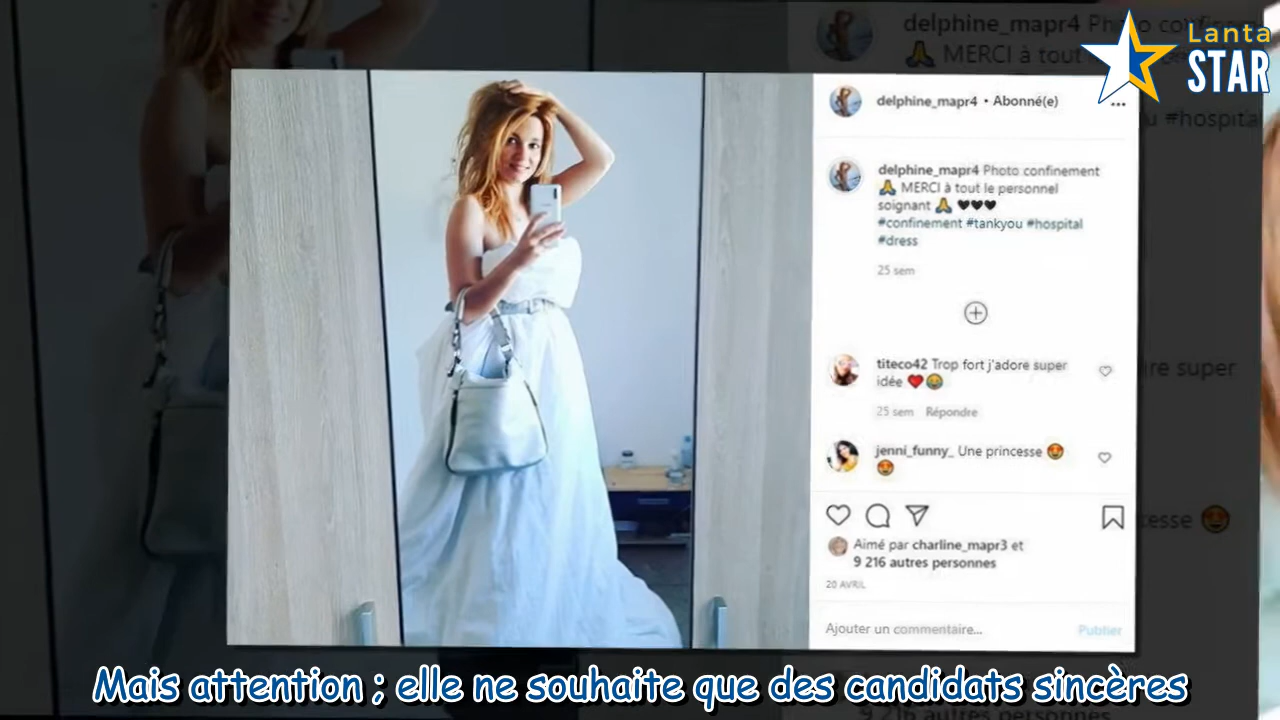 Lanta
STAR
delphine_mapr4 • Abonné(e)
delphine_mapr4 Photo confinement
🙏 MERCI à tout le personnel
soignant 🙏 🖤🖤🖤
#confinement #tankyou #hospital
#dress
25 sem
titeco42 Trop fort j'adore super
idée ❤️😂
25 sem Répondre
jenni_funny_ Une princesse 😍
😍
Aimé par charline_mapr3 et
9 216 autres personnes
20 AVRIL
Ajouter un commentaire...
Publier
Mais attention ; elle ne souhaite que des candidats sincères